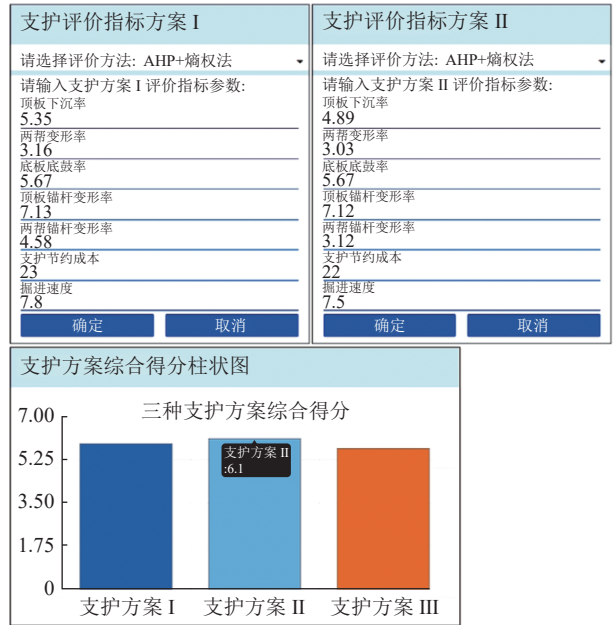 支护评价指标方案 I
请选择评价方法: AHP+熵权法
请输入支护方案 I 评价指标参数:
顶板下沉率
5.35
两帮变形率
3.16
底板底鼓率
5.67
顶板锚杆变形率
7.13
两帮锚杆变形率
4.58
支护节约成本
23
掘进速度
7.8
确定 取消
支护评价指标方案 II
请选择评价方法: AHP+熵权法
请输入支护方案 II 评价指标参数:
顶板下沉率
4.89
两帮变形率
3.03
底板底鼓率
5.67
顶板锚杆变形率
7.12
两帮锚杆变形率
3.12
支护节约成本
22
掘进速度
7.5
确定 取消
支护方案综合得分柱状图
三种支护方案综合得分
7.00
5.25
3.50
1.75
0
支护方案 II
:6.1
支护方案 I 支护方案 II 支护方案 III